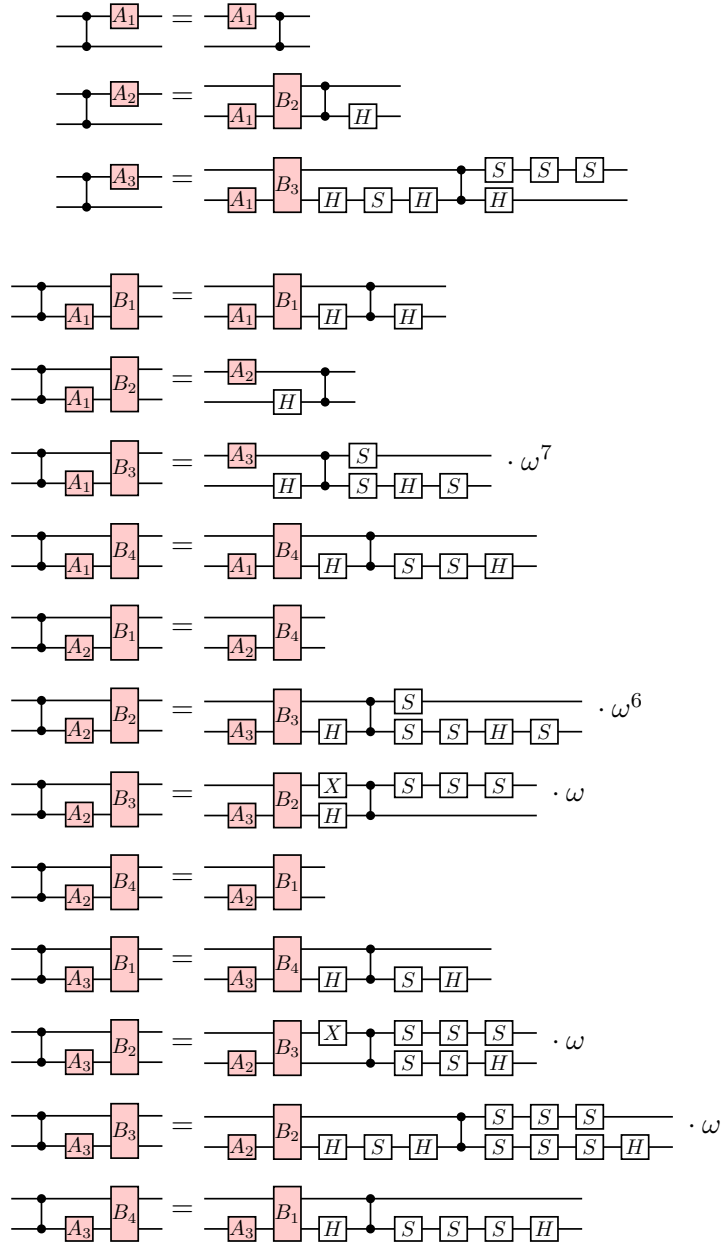 A₁ = A₁
A₂ = A₁ B₂ H
A₃ = A₁ B₃ H S H S S S H
A₁ B₁ = A₁ B₁ H H
A₁ B₂ = A₂ H
A₁ B₃ = A₃ H S S H S · ω⁷
A₁ B₄ = A₁ B₄ H S S H
A₂ B₁ = A₂ B₄
A₂ B₂ = A₃ B₃ H S S S H S · ω⁶
A₂ B₃ = A₃ B₂ X H S S S · ω
A₂ B₄ = A₂ B₁
A₃ B₁ = A₃ B₄ H S H
A₃ B₂ = A₂ B₃ X S S S S S H · ω
A₃ B₃ = A₂ B₂ H S H S S S S S S H · ω
A₃ B₄ = A₃ B₁ H S S S H